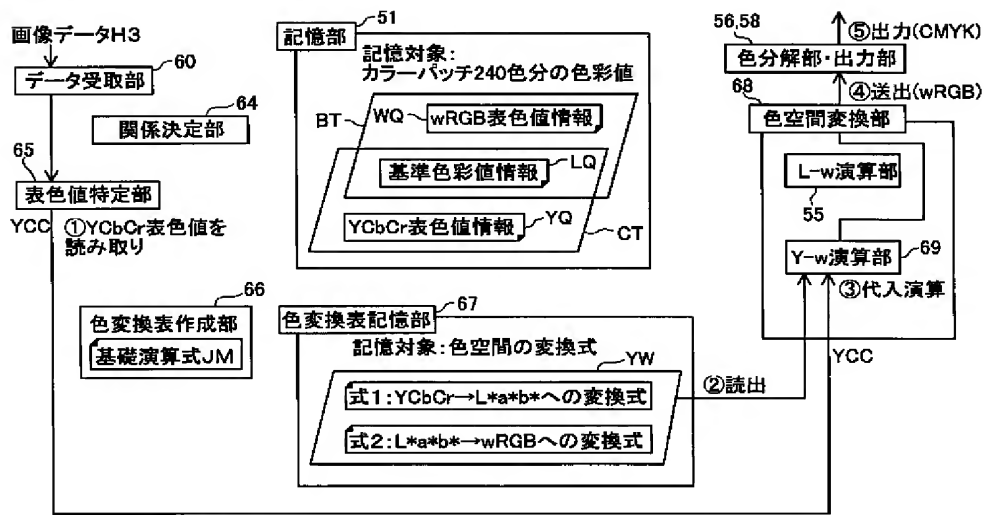 画像データH3
データ受取部
60
関係決定部
64
65
表色値特定部
YCC
①YCbCr表色値を
読み取り
66
色変換表作成部
基礎演算式JM
51
記憶部
記憶対象:
カラーパッチ240色分の色彩値
BT
WQ
wRGB表色値情報
基準色彩値情報
LQ
YCbCr表色値情報
YQ
CT
67
色変換表記憶部
記憶対象:色空間の変換式
YW
式1:YCbCr→L*a*b*への変換式
式2:L*a*b*→wRGBへの変換式
②読出
56,58
⑤出力(CMYK)
色分解部・出力部
68
④送出(wRGB)
色空間変換部
L-w演算部
55
Y-w演算部
69
③代入演算
YCC